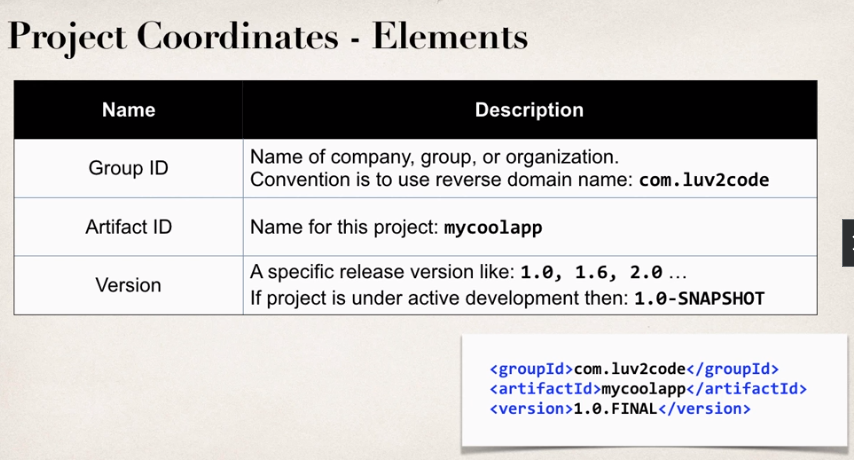 Project Coordinates - Elements
Name
Description
Group ID
Name of company, group, or organization.
Convention is to use reverse domain name: com.luv2code
Artifact ID
Name for this project: mycoolapp
Version
A specific release version like: 1.0, 1.6, 2.0 …
If project is under active development then: 1.0-SNAPSHOT
<groupId>com.luv2code</groupId>
<artifactId>mycoolapp</artifactId>
<version>1.0.FINAL</version>